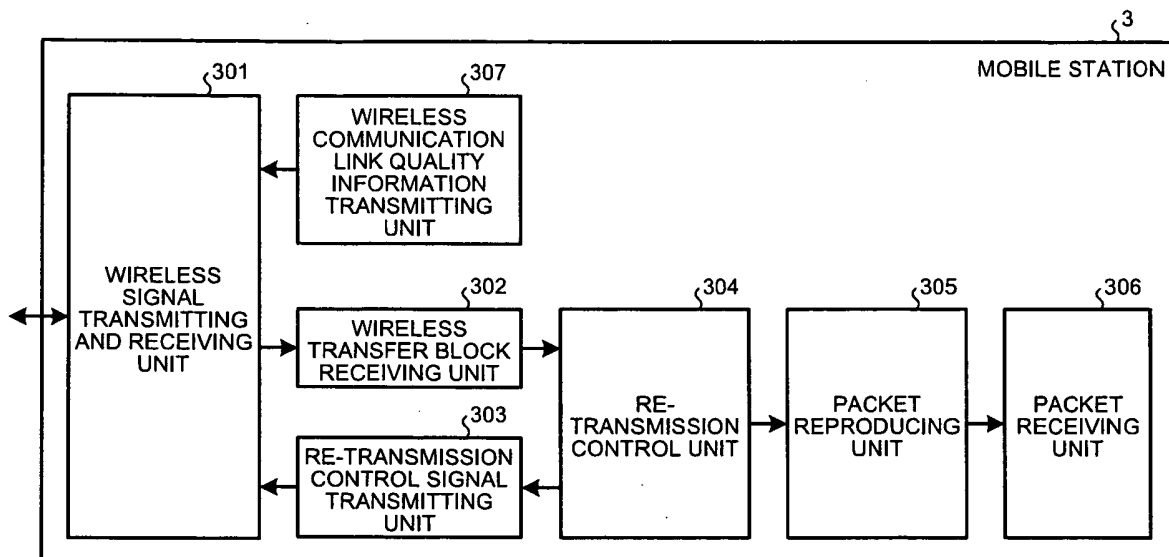 3
MOBILE STATION
301
WIRELESS
SIGNAL
TRANSMITTING
AND RECEIVING
UNIT
307
WIRELESS
COMMUNICATION
LINK QUALITY
INFORMATION
TRANSMITTING
UNIT
302
WIRELESS
TRANSFER BLOCK
RECEIVING UNIT
303
RE-TRANSMISSION
CONTROL SIGNAL
TRANSMITTING
UNIT
304
RE-
TRANSMISSION
CONTROL UNIT
305
PACKET
REPRODUCING
UNIT
306
PACKET
RECEIVING
UNIT